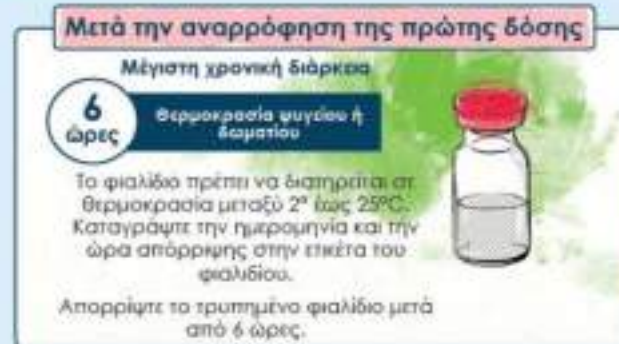 Μετά την αναρρόφηση της πρώτης δόσης
Μέγιστη χρονική διάρκεια
6
ώρες
Θερμοκρασία ψυγείου ή
δωματίου
Το φιαλίδιο πρέπει να διατηρείται σε
θερμοκρασία μεταξύ 2° έως 25°C.
Καταγράψτε την ημερομηνία και την
ώρα απόρριψης στην ετικέτα του
φιαλιδίου.
Απορρίψτε το τρυπημένο φιαλίδιο μετά
από 6 ώρες.